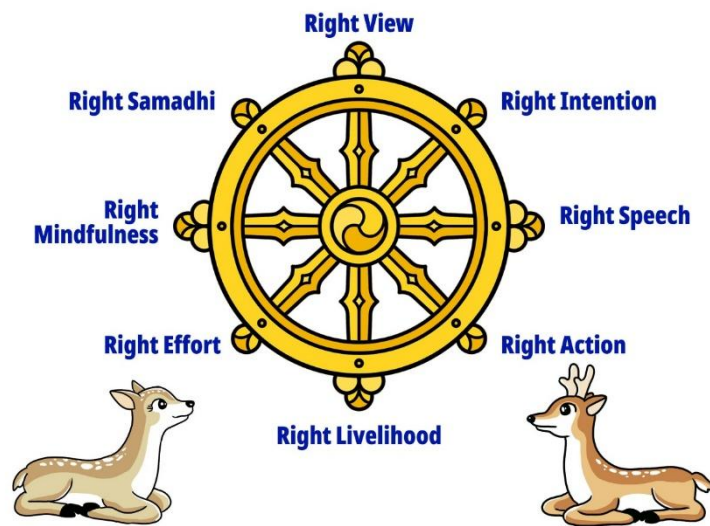 Right View
Right Samadhi
Right Intention
Right
Mindfulness
Right Speech
Right Effort
Right Action
Right Livelihood